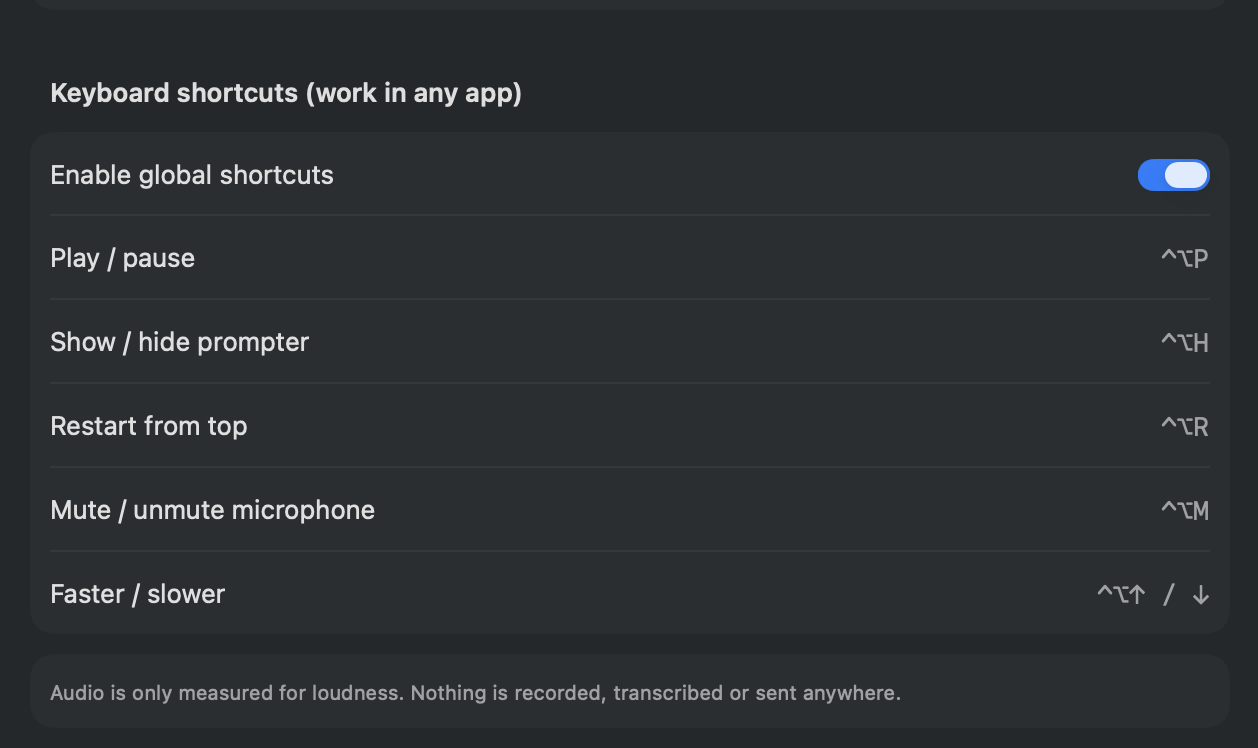 Keyboard shortcuts (work in any app)
Enable global shortcuts
Play / pause ⌃⌥P
Show / hide prompter ⌃⌥H
Restart from top ⌃⌥R
Mute / unmute microphone ⌃⌥M
Faster / slower ⌃⌥↑ / ↓
Audio is only measured for loudness. Nothing is recorded, transcribed or sent anywhere.